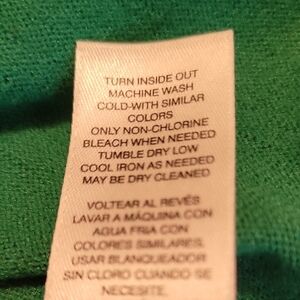 TURN INSIDE OUT
MACHINE WASH
COLD-WITH SIMILAR
COLORS
ONLY NON-CHLORINE
BLEACH WHEN NEEDED
TUMBLE DRY LOW
COOL IRON AS NEEDED
MAY BE DRY CLEANED
VOLTEAR AL REVÉS
LAVAR A MÁQUINA CON
AGUA FRIA CON
COLORES SIMILARES.
USAR BLANQUEADOR
SIN CLORO CUANDO SE
NECESITE.